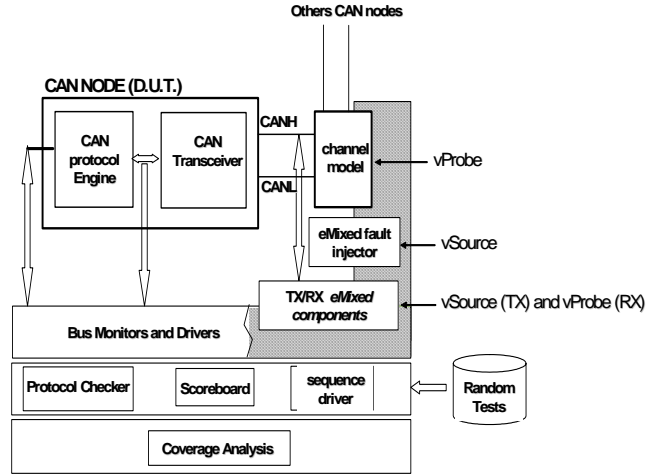 Others CAN nodes
CAN NODE (D.U.T.)
CAN
protocol
Engine
CAN
Transceiver
CANH
CANL
channel
model
vProbe
eMixed fault
injector
vSource
TX/RX eMixed
components
vSource (TX) and vProbe (RX)
Bus Monitors and Drivers
Protocol Checker
Scoreboard
sequence
driver
Random
Tests
Coverage Analysis